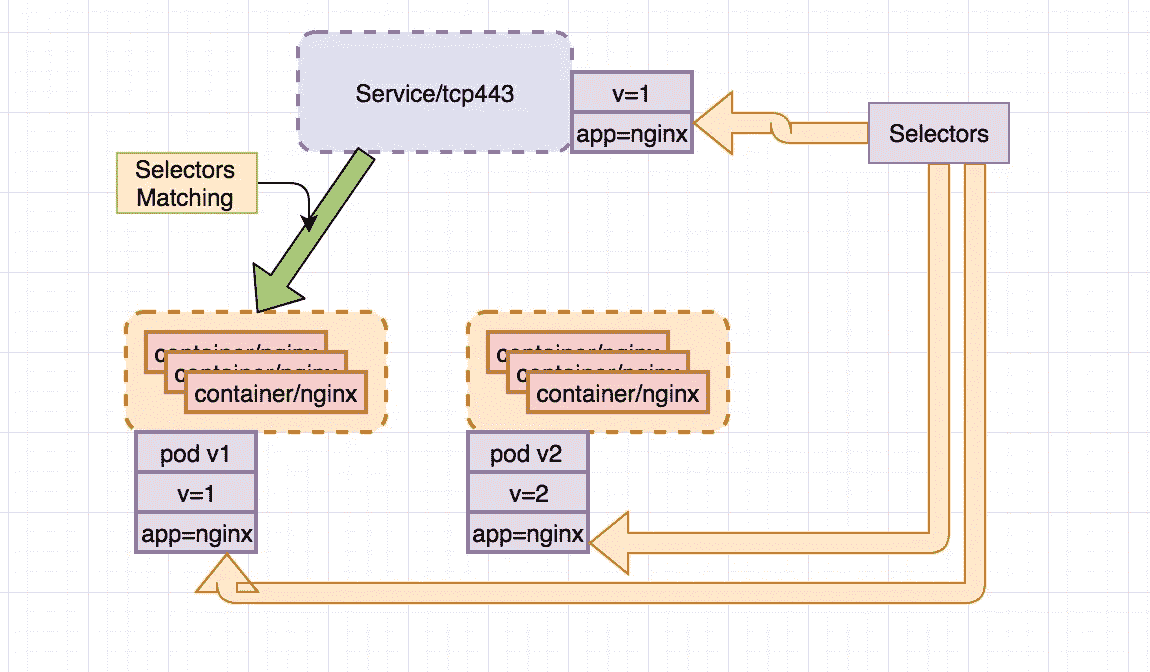 Service/tcp443
v=1
app=nginx
Selectors
Selectors
Matching
container/nginx
container/nginx
container/nginx
container/nginx
container/nginx
container/nginx
pod v1
v=1
app=nginx
pod v2
v=2
app=nginx